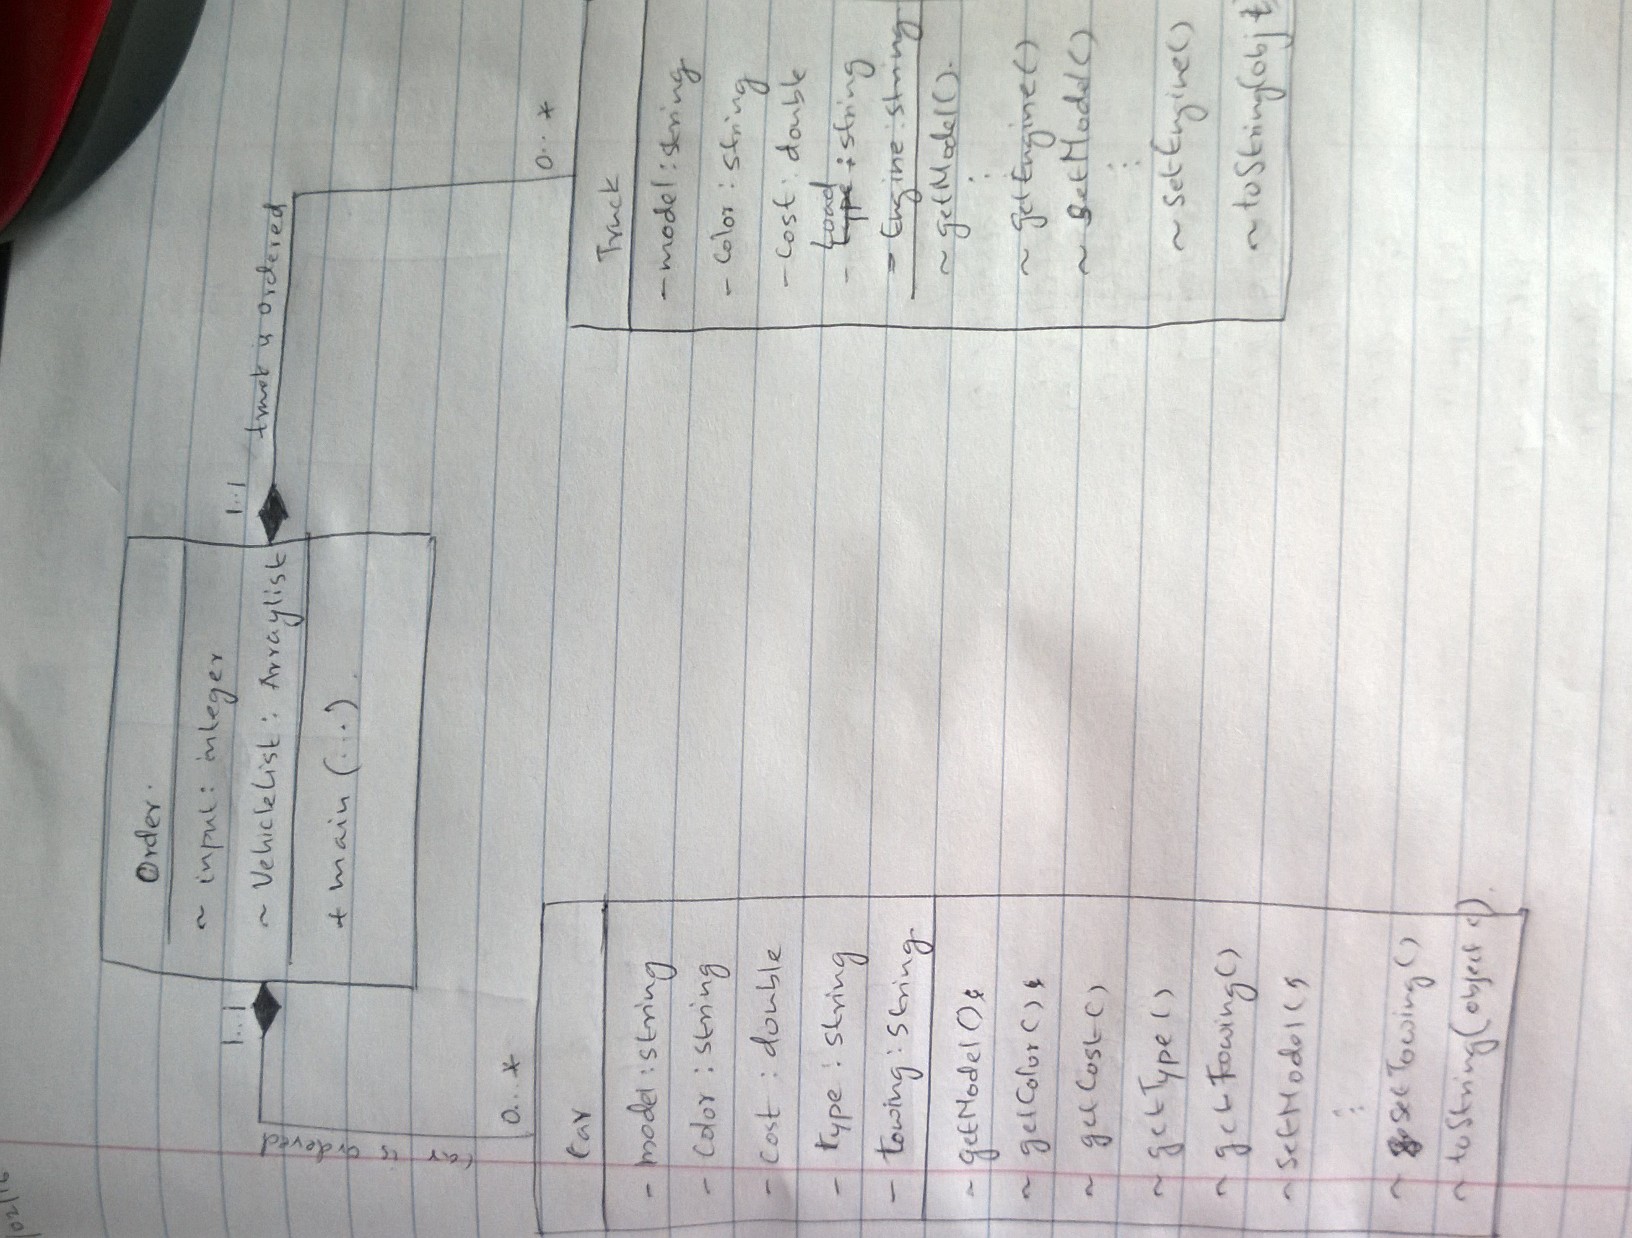 /02/16
Order.
~ input: integer
~ VehicleList: Arraylist
+ main (...).
1..1
1..1
car is ordered
truck is ordered
0... *
0.. *
Car
- model : string
- Color : string
- cost : double
- type : string
- towing : string
~ getModel ()
~ getColor ()
~ getCost ()
~ getType ()
~ getTowing ()
~ setModel (
⋮
~ setTowing ()
~ toString (object c).
Truck
- model : string
- Color : string
- Cost : double
Load
- type : string
- Engine : string
~ getModel ().
⋮
~ getEngine ()
~ setModel ()
⋮
~ setEngine ()
~ toString (obj t)